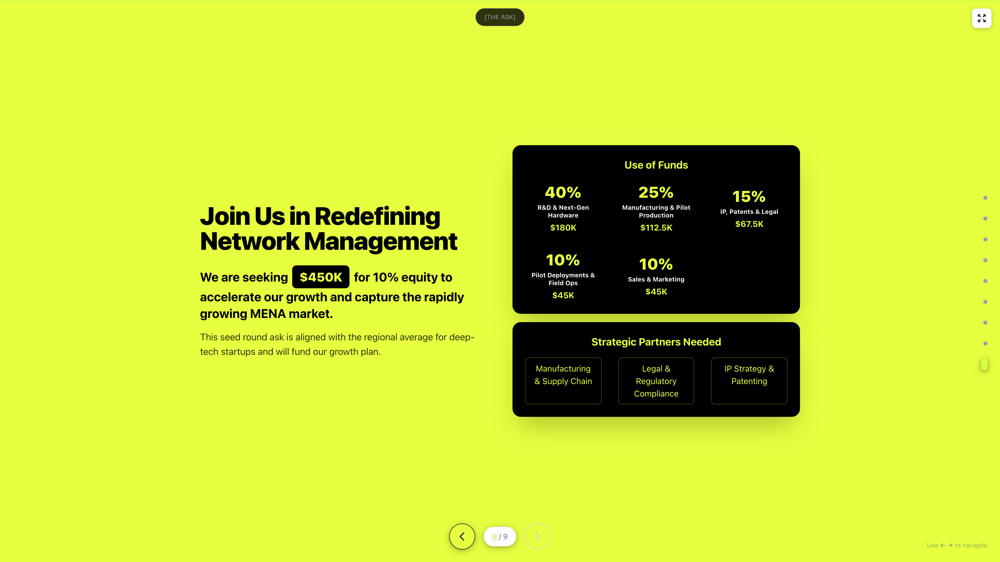 [THE ASK]
Join Us in Redefining
Network Management
We are seeking $450K for 10% equity to
accelerate our growth and capture the rapidly
growing MENA market.
This seed round ask is aligned with the regional average for deep-
tech startups and will fund our growth plan.
Use of Funds
40%
R&D & Next-Gen
Hardware
$180K
25%
Manufacturing & Pilot
Production
$112.5K
15%
IP, Patents & Legal
$67.5K
10%
Pilot Deployments &
Field Ops
$45K
10%
Sales & Marketing
$45K
Strategic Partners Needed
Manufacturing
& Supply Chain
Legal &
Regulatory
Compliance
IP Strategy &
Patenting
9 / 9
Use ← → to navigate